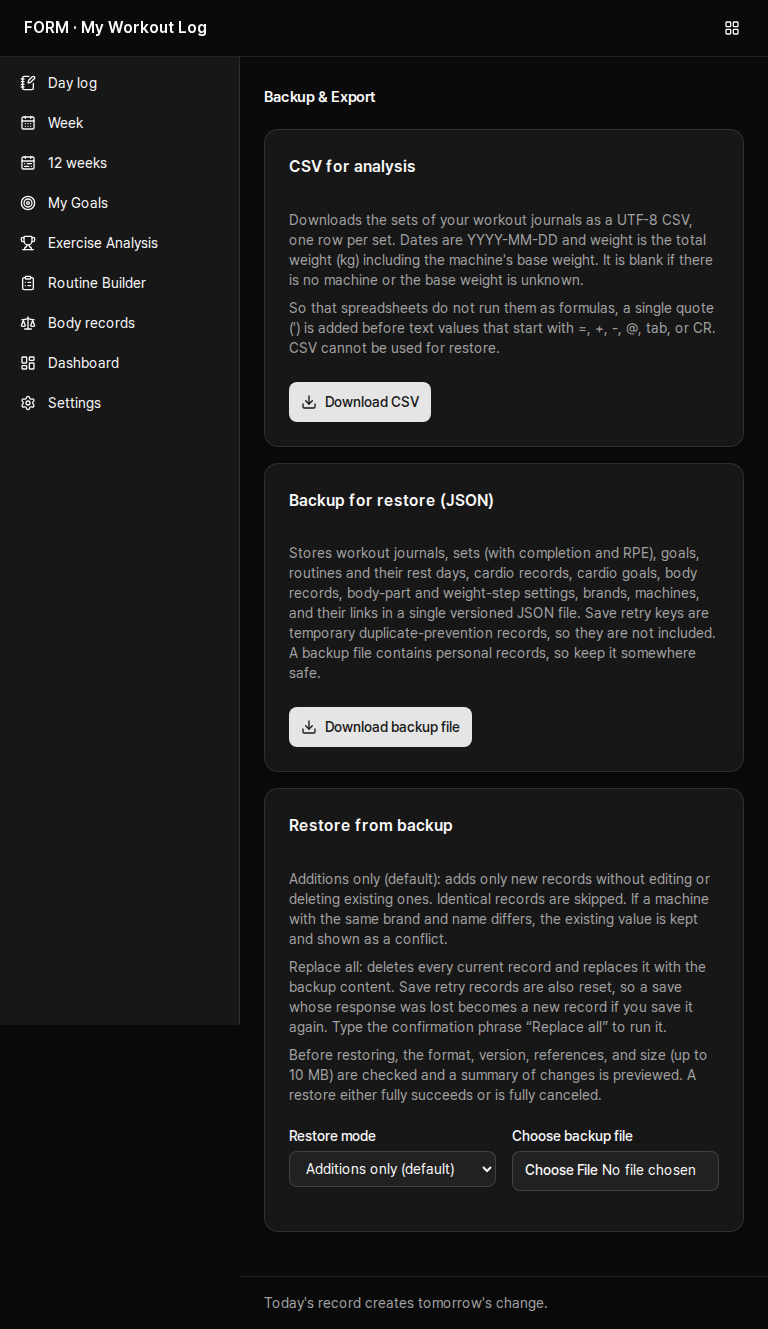 FORM · My Workout Log
Day log
Week
12 weeks
My Goals
Exercise Analysis
Routine Builder
Body records
Dashboard
Settings
Backup & Export
CSV for analysis
Downloads the sets of your workout journals as a UTF-8 CSV,
one row per set. Dates are YYYY-MM-DD and weight is the total
weight (kg) including the machine's base weight. It is blank if there
is no machine or the base weight is unknown.
So that spreadsheets do not run them as formulas, a single quote
(') is added before text values that start with =, +, -, @, tab, or CR.
CSV cannot be used for restore.
Download CSV
Backup for restore (JSON)
Stores workout journals, sets (with completion and RPE), goals,
routines and their rest days, cardio records, cardio goals, body
records, body-part and weight-step settings, brands, machines,
and their links in a single versioned JSON file. Save retry keys are
temporary duplicate-prevention records, so they are not included.
A backup file contains personal records, so keep it somewhere
safe.
Download backup file
Restore from backup
Additions only (default): adds only new records without editing or
deleting existing ones. Identical records are skipped. If a machine
with the same brand and name differs, the existing value is kept
and shown as a conflict.
Replace all: deletes every current record and replaces it with the
backup content. Save retry records are also reset, so a save
whose response was lost becomes a new record if you save it
again. Type the confirmation phrase “Replace all” to run it.
Before restoring, the format, version, references, and size (up to
10 MB) are checked and a summary of changes is previewed. A
restore either fully succeeds or is fully canceled.
Restore mode
Additions only (default)
Choose backup file
Choose File No file chosen
Today's record creates tomorrow's change.